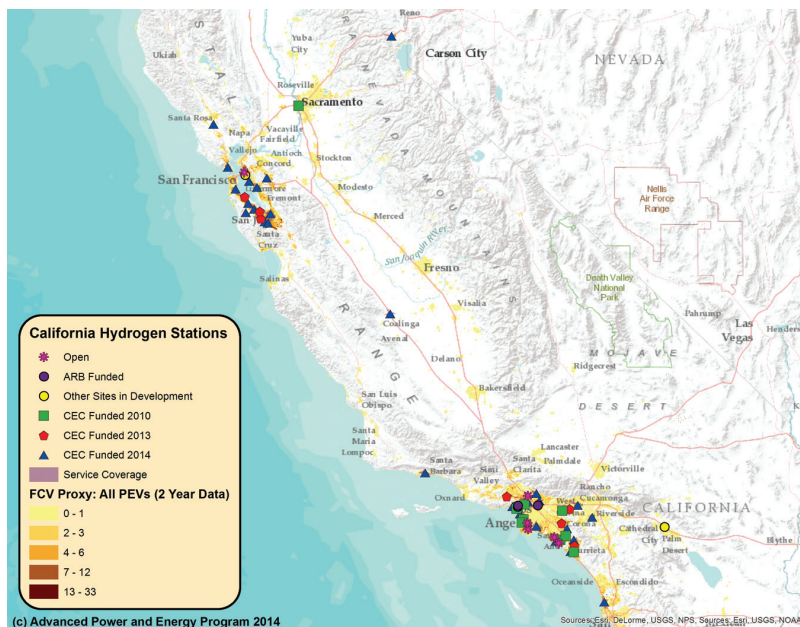 Reno
Yuba
City
Ukiah
Carson City
NEVADA
Roseville
Sacramento
Santa Rosa
Napa
Vacaville
Fairfield
Vallejo
Antioch
Concord
Stockton
San Francisco
Modesto
Fremont
Merced
Santa
Cruz
San Joaquin River
Salinas
Fresno
Visalia
Coalinga
Avenal
Delano
Nellis
Air Force
Range
Death Valley
National
Park
Pahrump
Las
Vegas
MOJAVE
Ridgecrest
DESERT
RANGE
NEVADA MOUNTAINS
Bakersfield
San Luis
Obispo
Santa
Maria
Lompoc
Santa
Barbara
Oxnard
Simi
Valley
Santa
Clarita
Lancaster
Palmdale
Victorville
Rancho
Cucamonga
West
Riverside
Corona
CALIFORNIA
Cathedral
City
Palm
Desert
Blythe
Oceanside
Escondido
San
California Hydrogen Stations
Open
ARB Funded
Other Sites in Development
CEC Funded 2010
CEC Funded 2013
CEC Funded 2014
Service Coverage
FCV Proxy: All PEVs (2 Year Data)
0 - 1
2 - 3
4 - 6
7 - 12
13 - 33
(c) Advanced Power and Energy Program 2014
Sources: Esri, DeLorme, USGS, NPS, Sources: Esri, USGS, NOAA